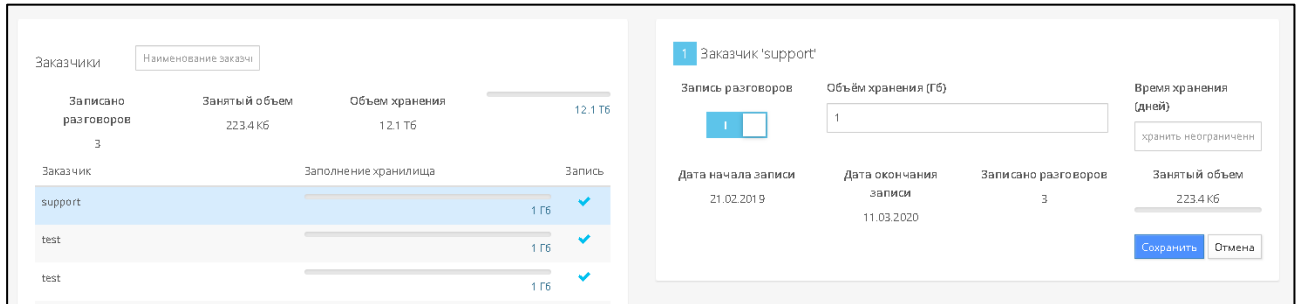 Заказчики
Наименование заказчи
Записано разговоров
Занятый объем
Объем хранения
3
223.4 Кб
12.1 Тб
12.1 Тб
Заказчик
Заполнение хранилища
Запись
support
1 Гб
test
1 Гб
test
1 Гб
1 Заказчик 'support'
Запись разговоров
Объём хранения (Гб)
Время хранения (дней)
1
1
хранить неограниченн
Дата начала записи
Дата окончания записи
Записано разговоров
Занятый объем
21.02.2019
11.03.2020
3
223.4 Кб
Сохранить
Отмена